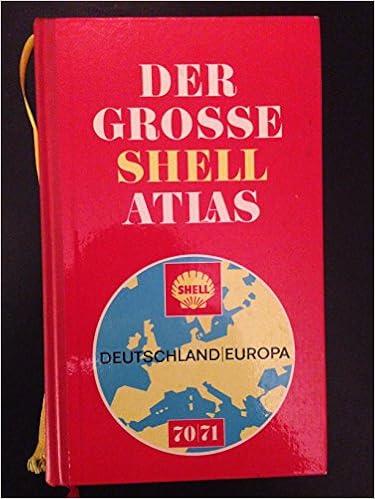 DER
GROSSE
SHELL
ATLAS
SHELL
DEUTSCHLAND|EUROPA
70|71